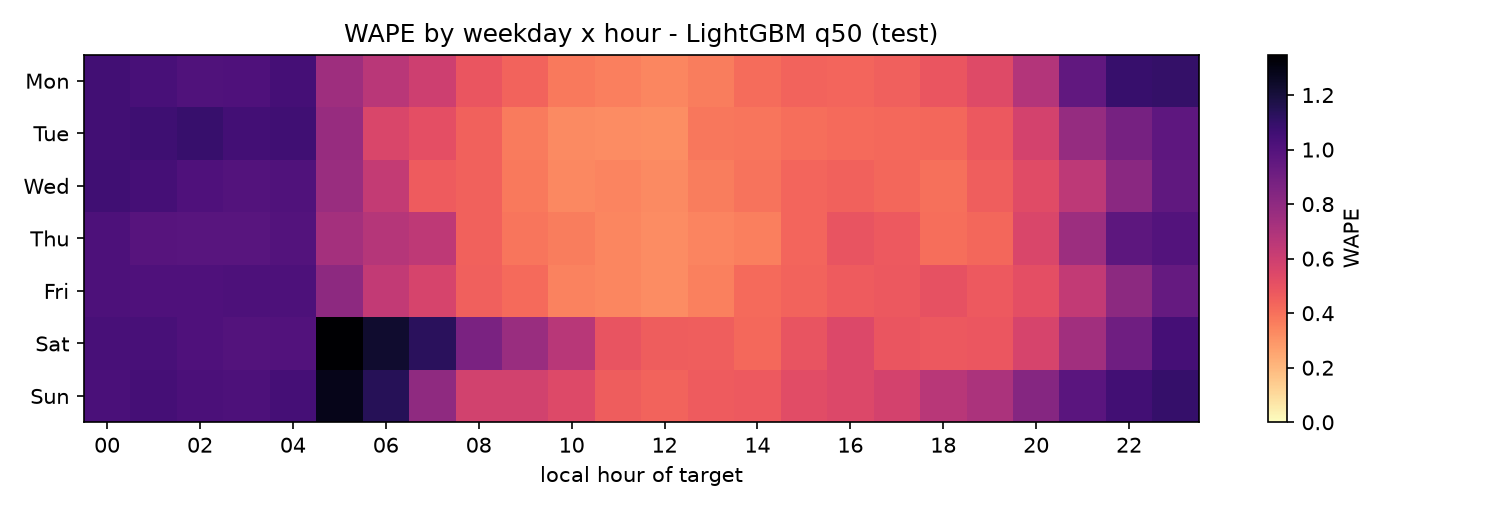 WAPE by weekday x hour - LightGBM q50 (test)
Mon
Tue
Wed
Thu
Fri
Sat
Sun
00 02 04 06 08 10 12 14 16 18 20 22
local hour of target
1.2
1.0
0.8
0.6
0.4
0.2
0.0
WAPE